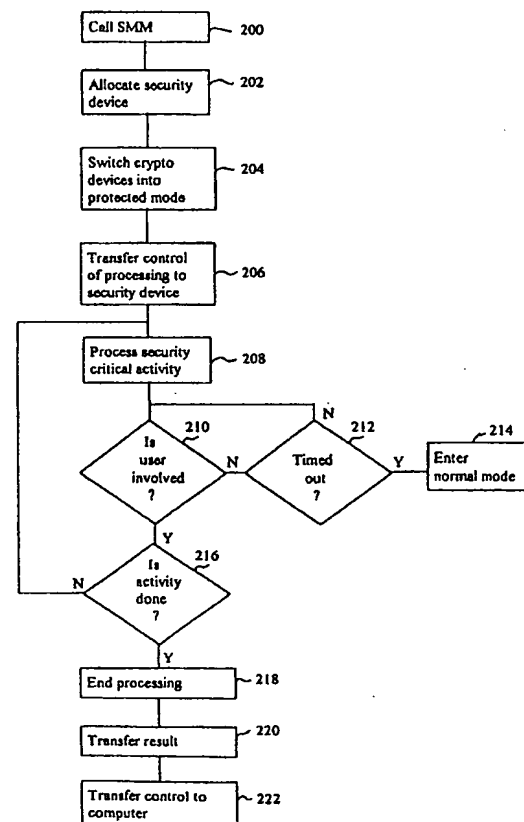 Call SMM
200
Allocate security
device
202
Switch crypto
devices into
protected mode
204
Transfer control
of processing to
security device
206
Process security
critical activity
208
Is
user
involved
?
210
N
Y
Timed
out
?
212
N
Y
214
Enter
normal mode
Is
activity
done
?
216
N
Y
End processing
218
Transfer result
220
Transfer control to
computer
222